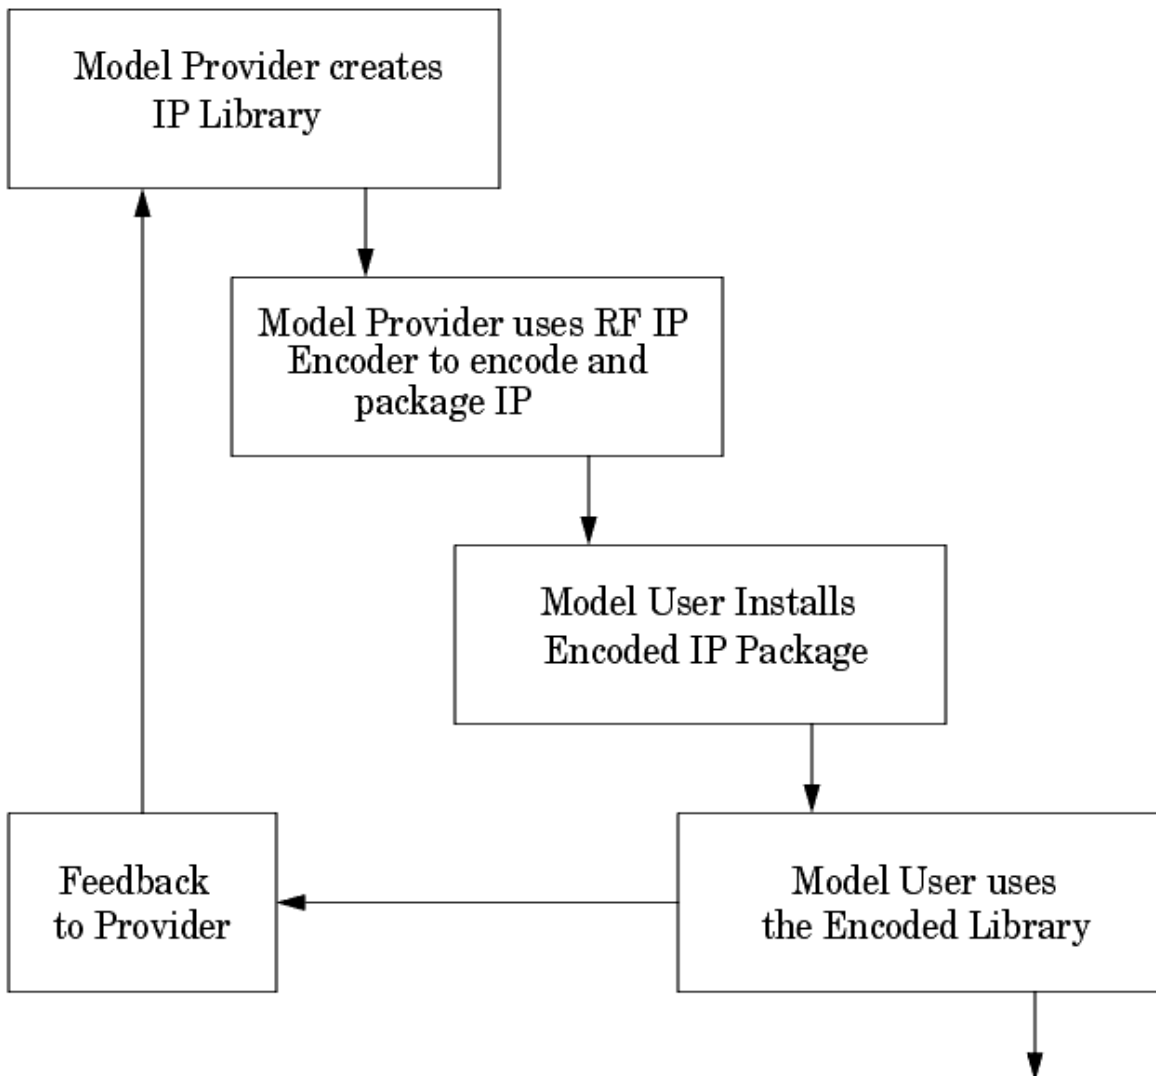 Model Provider creates
IP Library
Model Provider uses RF IP
Encoder to encode and
package IP
Model User Installs
Encoded IP Package
Feedback
to Provider
Model User uses
the Encoded Library